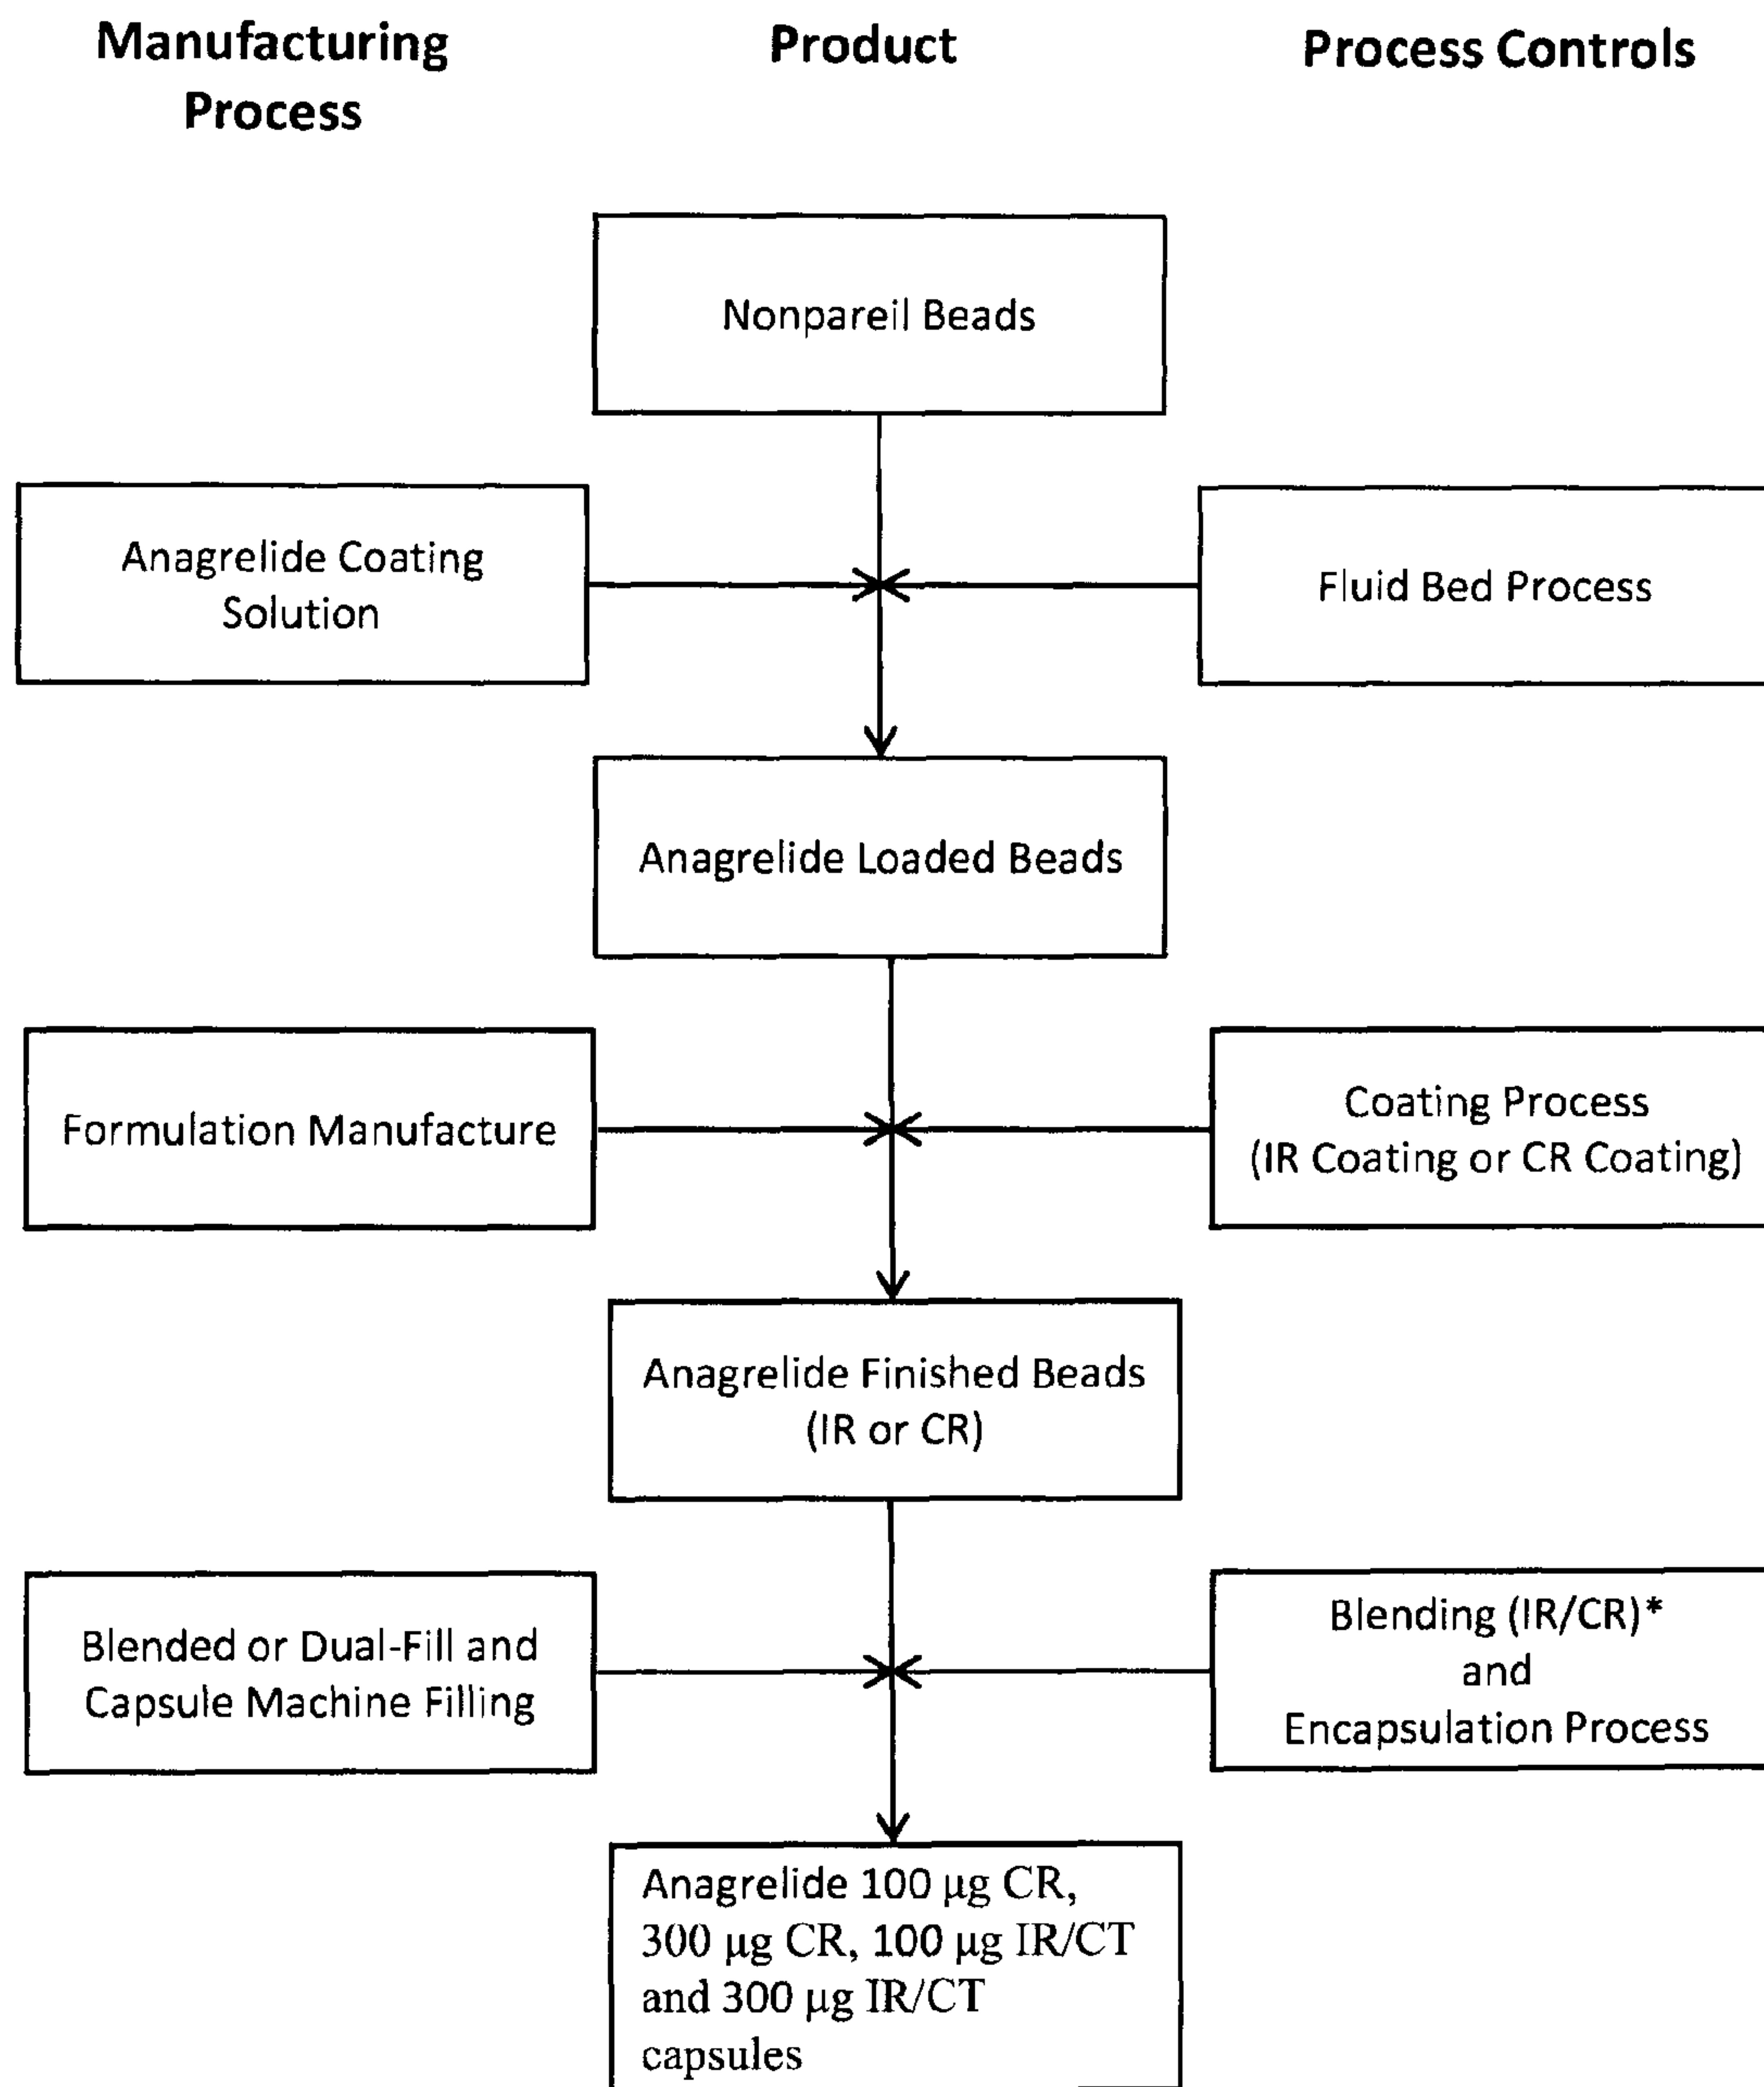 Manufacturing
Process
Product
Process Controls
Nonpareil Beads
Anagrelide Coating
Solution
Fluid Bed Process
Anagrelide Loaded Beads
Formulation Manufacture
Coating Process
(IR Coating or CR Coating)
Anagrelide Finished Beads
(IR or CR)
Blended or Dual-Fill and
Capsule Machine Filling
Blending (IR/CR)*
and
Encapsulation Process
Anagrelide 100 μg CR,
300 μg CR, 100 μg IR/CT
and 300 μg IR/CT
capsules